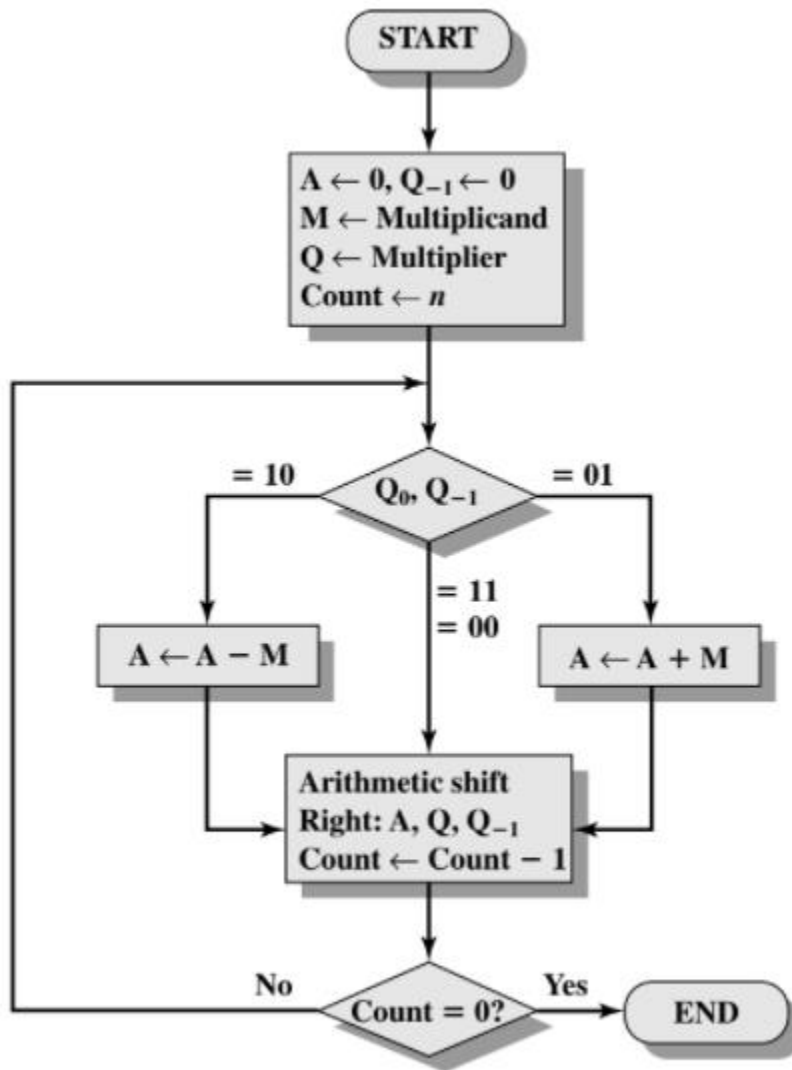 START
A ← 0, Q₋₁ ← 0
M ← Multiplicand
Q ← Multiplier
Count ← n
= 10
Q₀, Q₋₁
= 01
= 11
= 00
A ← A − M
A ← A + M
Arithmetic shift
Right: A, Q, Q₋₁
Count ← Count − 1
No
Count = 0?
Yes
END